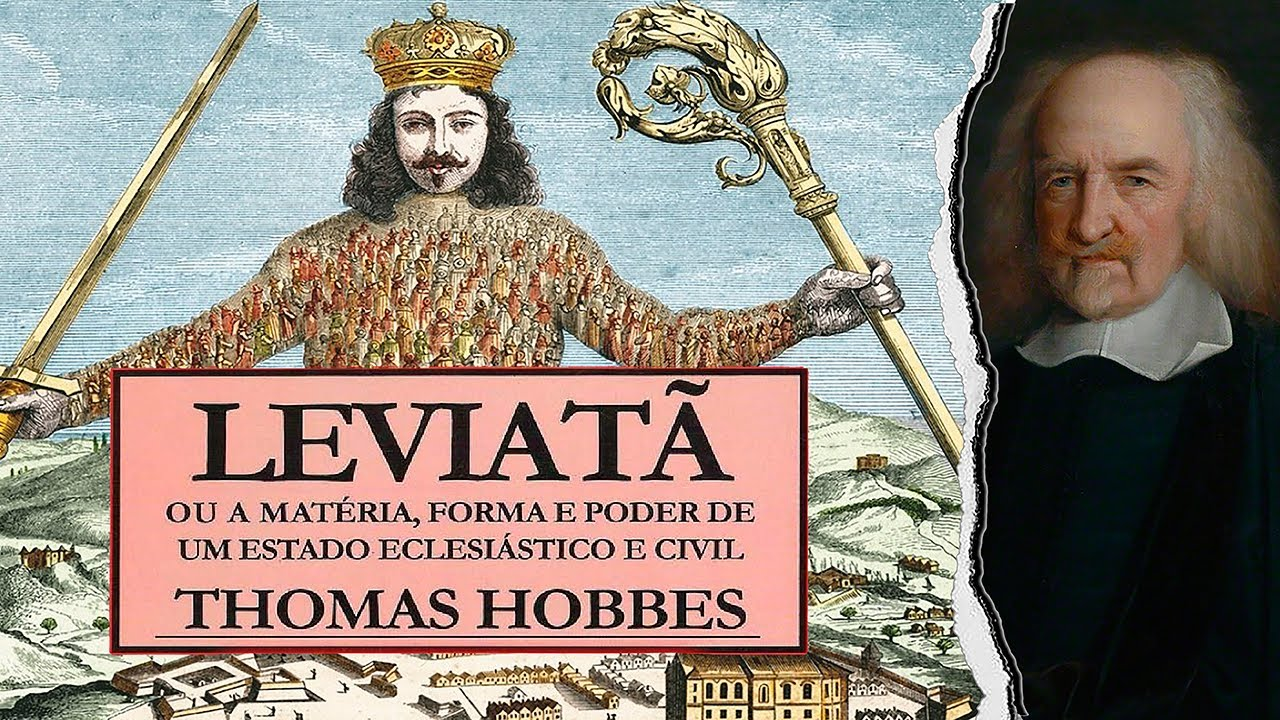 LEVIATÃ
OU A MATÉRIA, FORMA E PODER DE
UM ESTADO ECLESIÁSTICO E CIVIL
THOMAS HOBBES